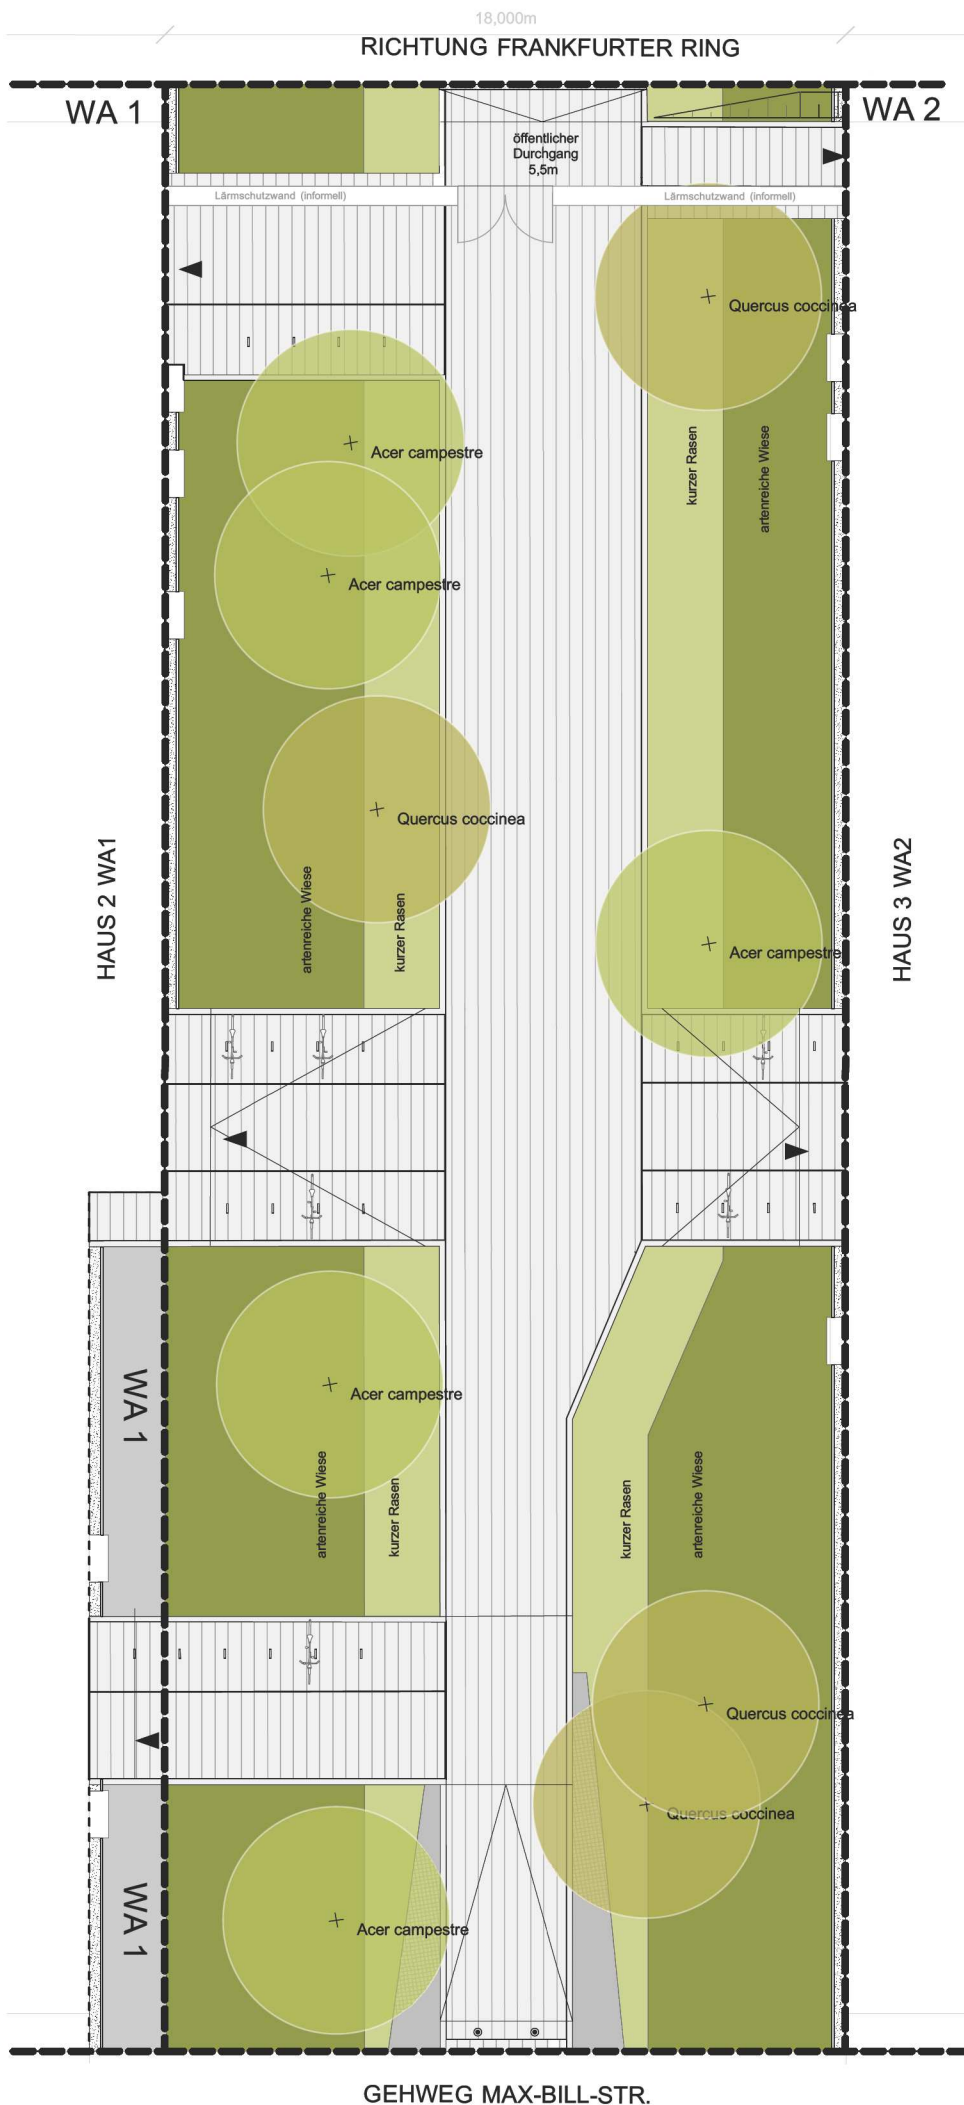 18,000m
RICHTUNG FRANKFURTER RING
WA 1
WA 2
öffentlicher
Durchgang
5,5m
Lärmschutzwand (informell)
Lärmschutzwand (informell)
Quercus coccinea
Acer campestre
kurzer Rasen
artenreiche Wiese
Acer campestre
Quercus coccinea
HAUS 2 WA1
artenreiche Wiese
kurzer Rasen
Acer campestre
HAUS 3 WA2
WA 1
Acer campestre
artenreiche Wiese
kurzer Rasen
kurzer Rasen
artenreiche Wiese
Quercus coccinea
Quercus coccinea
WA 1
Acer campestre
GEHWEG MAX-BILL-STR.